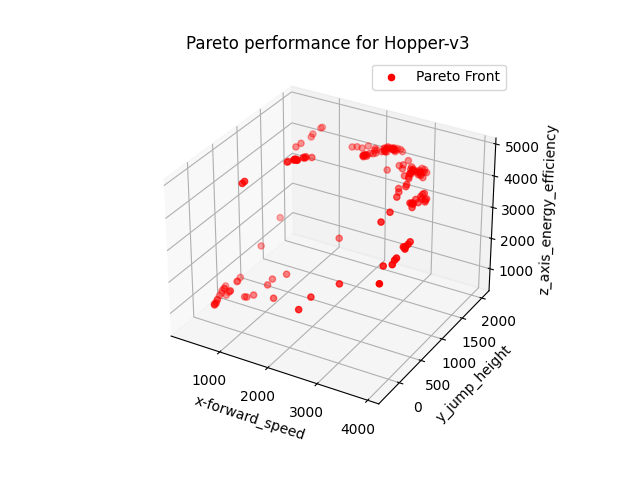 Pareto performance for Hopper-v3
Pareto Front
5000
4000
3000
2000
1000
z_axis_energy_efficiency
2000
1500
1000
500
0
y_jump_height
1000
2000
3000
4000
x-forward_speed